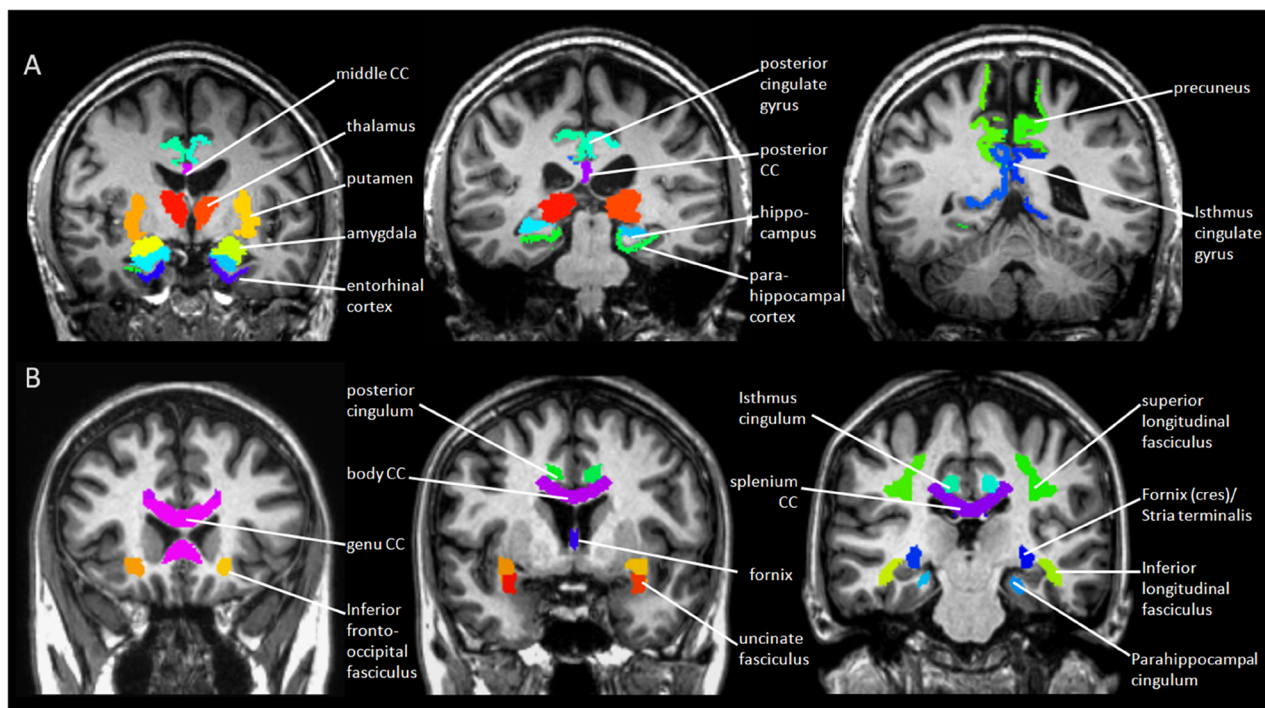 A
middle CC
thalamus
putamen
amygdala
entorhinal
cortex
posterior
cingulate
gyrus
posterior
CC
hippo-
campus
para-
hippocampal
cortex
precuneus
Isthmus
cingulate
gyrus
B
posterior
cingulum
body CC
genu CC
Inferior
fronto-
occipital
fasciculus
Isthmus
cingulum
splenium
CC
fornix
uncinate
fasciculus
superior
longitudinal
fasciculus
Fornix (cres)/
Stria terminalis
Inferior
longitudinal
fasciculus
Parahippocampal
cingulum